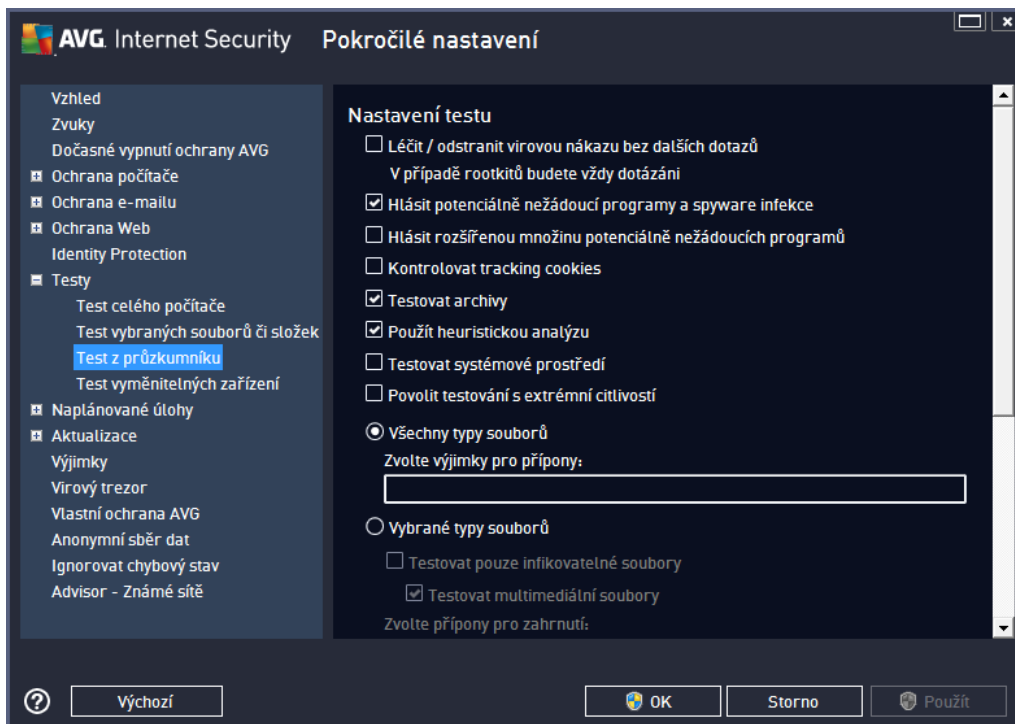 AVG. Internet Security Pokročilé nastavení
Vzhled
Zvuky
Dočasné vypnutí ochrany AVG
Ochrana počítače
Ochrana e-mailu
Ochrana Web
Identity Protection
Testy
Test celého počítače
Test vybraných souborů či složek
Test z průzkumníku
Test vyměnitelných zařízení
Naplánované úlohy
Aktualizace
Výjimky
Virový trezor
Vlastní ochrana AVG
Anonymní sběr dat
Ignorovat chybový stav
Advisor - Známé sítě
Nastavení testu
Léčit / odstranit virovou nákazu bez dalších dotazů
V případě rootkitů budete vždy dotázáni
Hlásit potenciálně nežádoucí programy a spyware infekce
Hlásit rozšířenou množinu potenciálně nežádoucích programů
Kontrolovat tracking cookies
Testovat archivy
Použít heuristickou analýzu
Testovat systémové prostředí
Povolit testování s extrémní citlivostí
Všechny typy souborů
Zvolte výjimky pro přípony:
Vybrané typy souborů
Testovat pouze infikovatelné soubory
Testovat multimediální soubory
Zvolte přípony pro zahrnutí:
Výchozí
OK
Storno
Použít